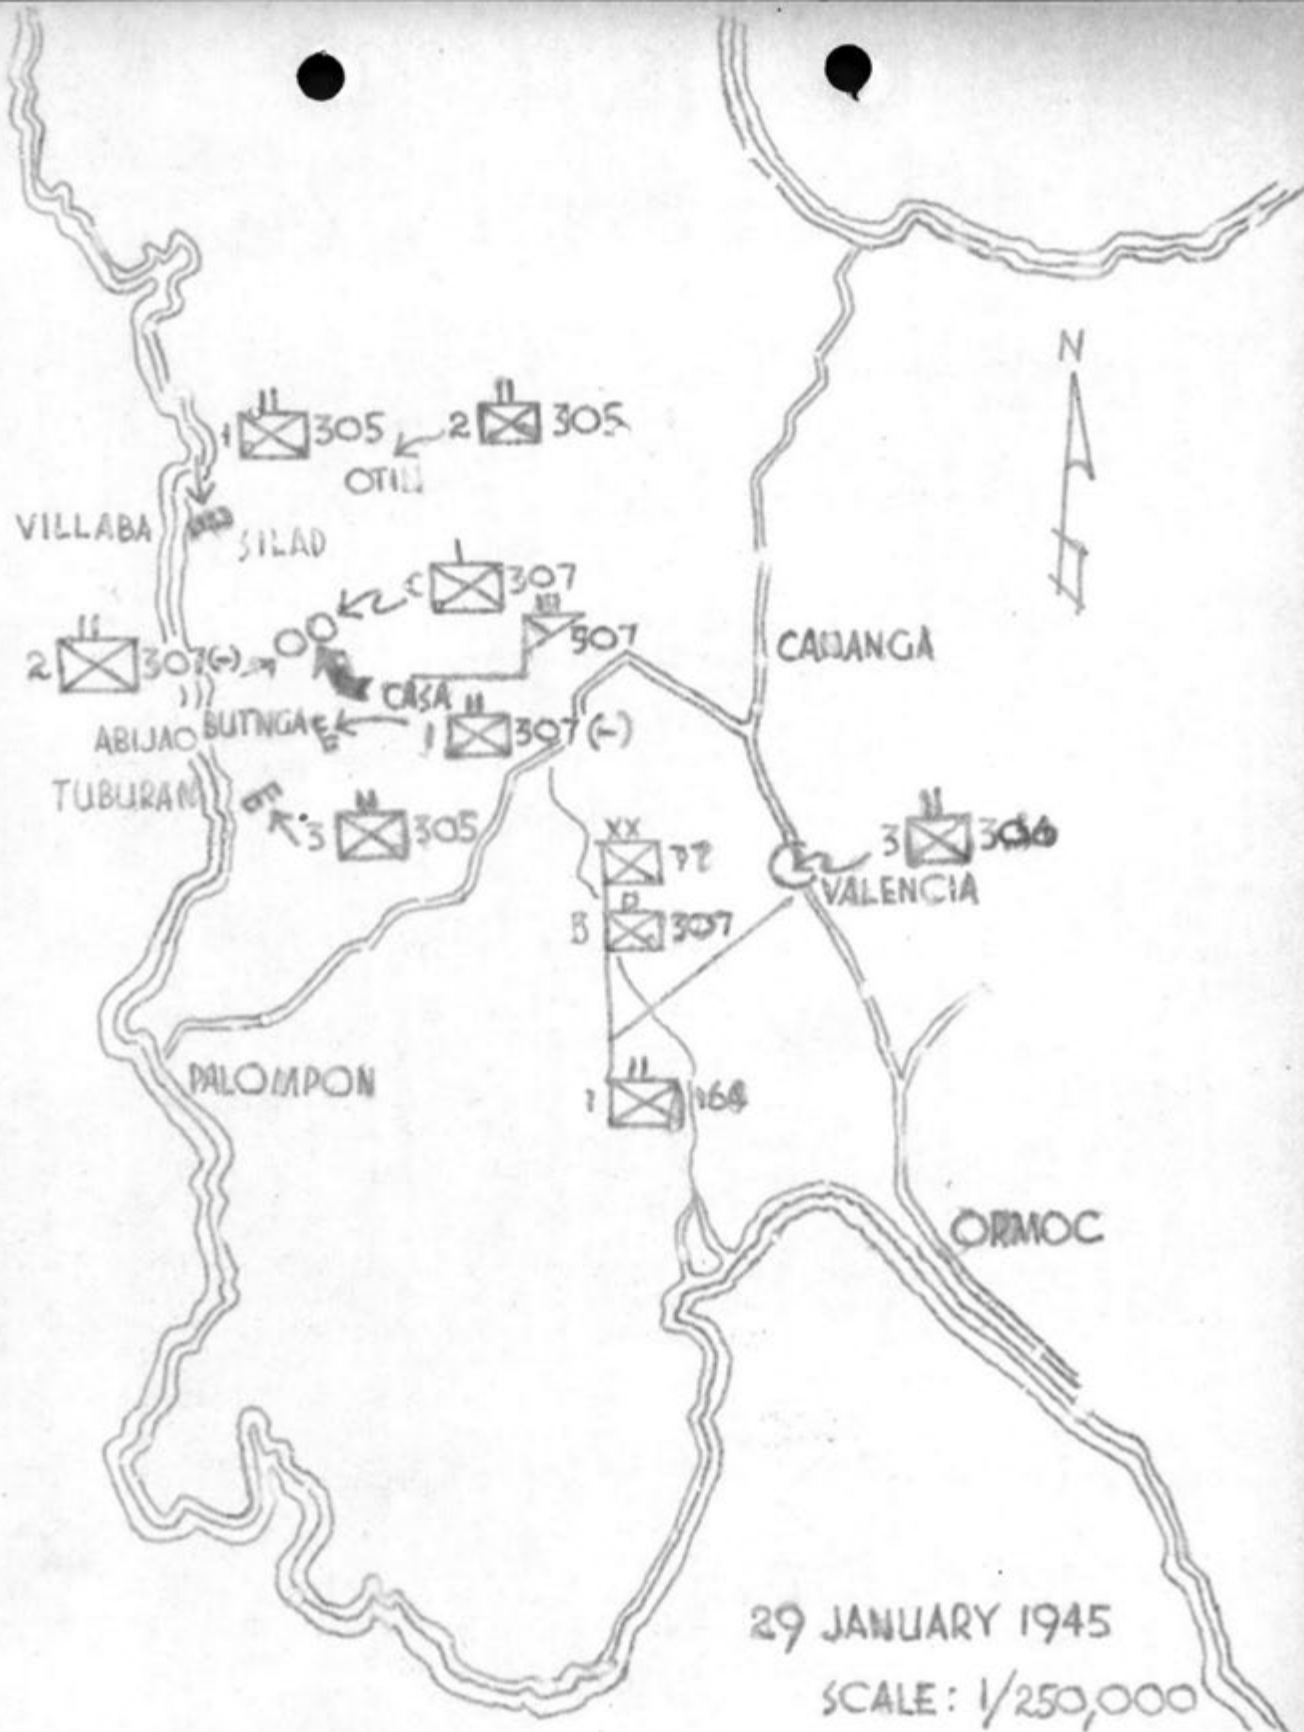 N
1 305
2 305
OTIN
VILLABA
SILAD
C 307
307
2 307(-)
CANANGA
CASA
ABIJAO
BUTNGA
1 307(-)
TUBURAN
3 305
XX
77
3
VALENCIA
B 307
PALOMPON
1
ORMOC
29 JANUARY 1945
SCALE: 1/250,000